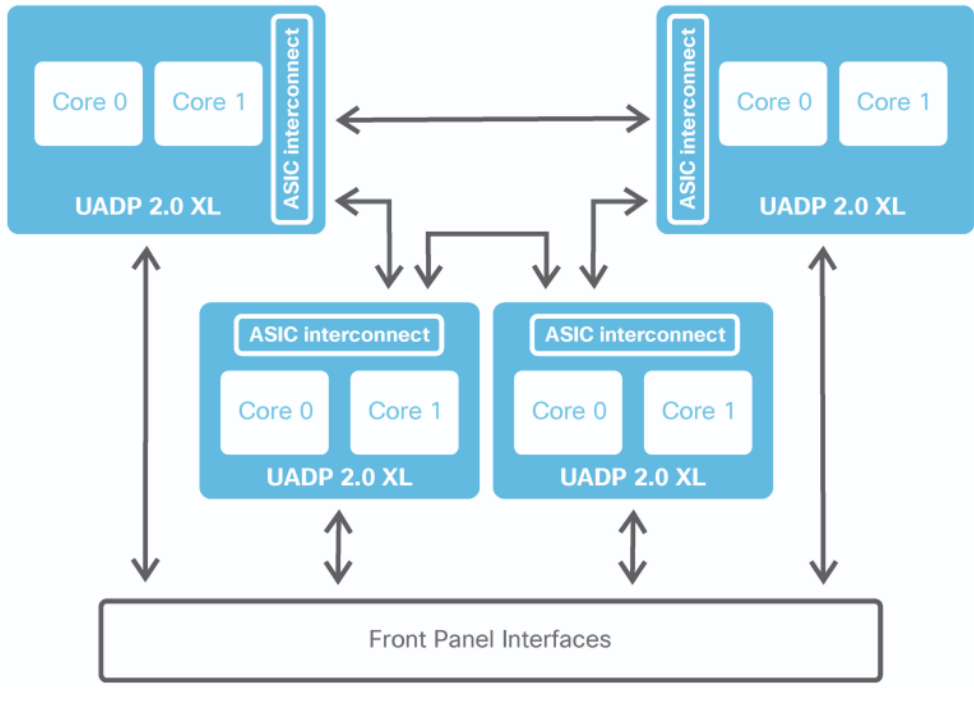 Core 0
Core 1
ASIC interconnect
UADP 2.0 XL
ASIC interconnect
Core 0
Core 1
UADP 2.0 XL
ASIC interconnect
Core 0
Core 1
UADP 2.0 XL
ASIC interconnect
Core 0
Core 1
UADP 2.0 XL
Front Panel Interfaces